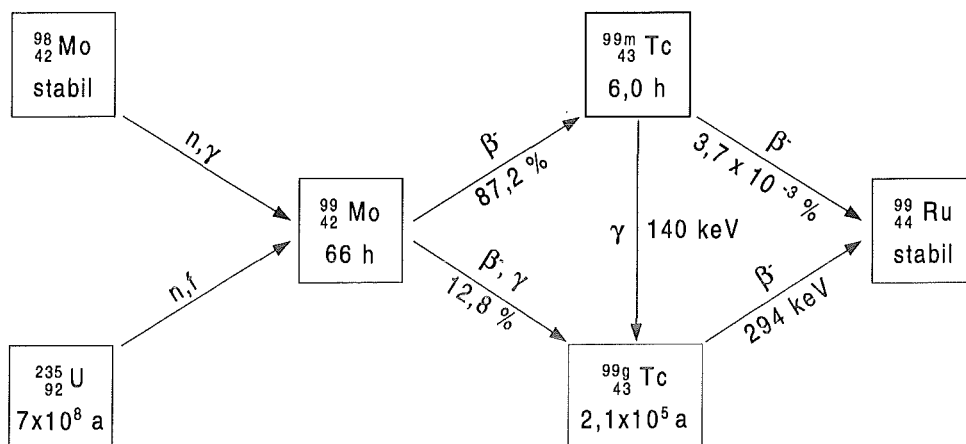 98
42 Mo
stabil
99m
43 Tc
6,0 h
n,γ
β-
87,2 %
β-
3,7 x 10 -3 %
99
42 Mo
66 h
γ 140 keV
99
44 Ru
stabil
n,f
β-, γ
12,8 %
β-
294 keV
235
92 U
7x10⁸ a
99g
43 Tc
2,1x10⁵ a